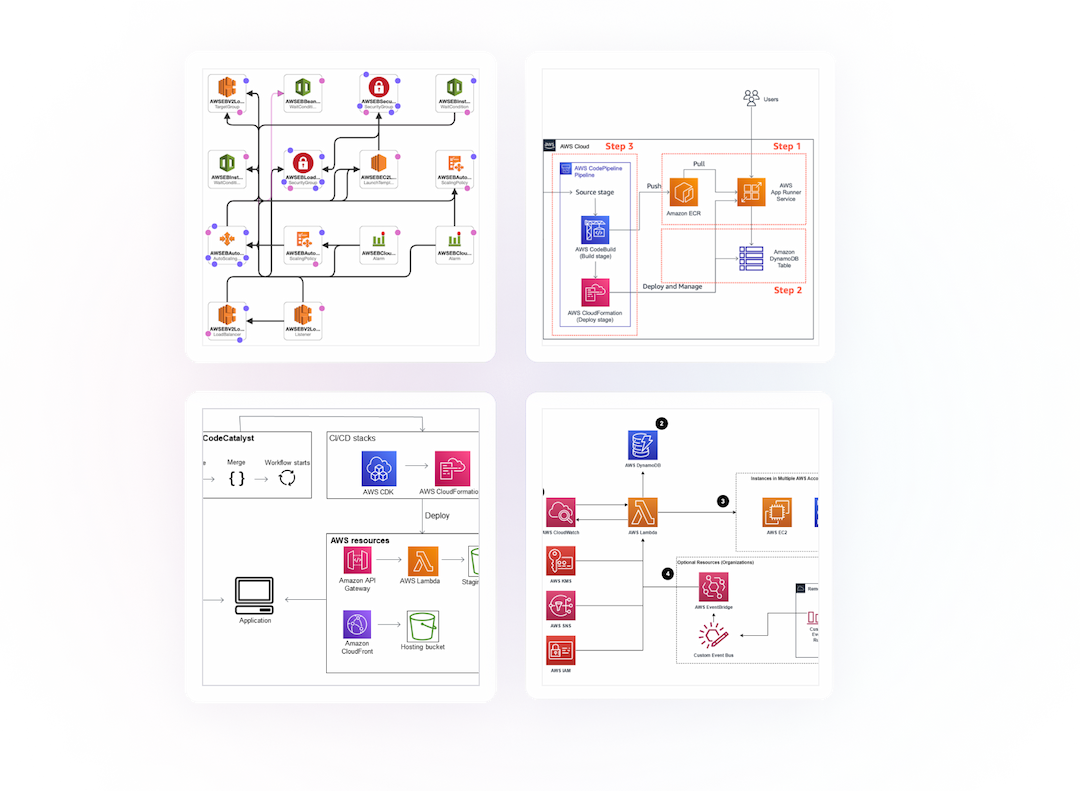 AWSEBV2Lo...
TargetGroup
AWSEBBean...
WaitConditi...
AWSEBSecu...
SecurityGroup
AWSEBInst...
WaitCondition
AWSEBInst...
WaitConditi...
AWSEBLoad...
SecurityGroup
AWSEBEC2L...
LaunchTempl...
AWSEBAuto...
ScalingPolicy
AWSEBAuto...
AutoScaling...
AWSEBAuto...
ScalingPolicy
AWSEBClou...
Alarm
AWSEBClou...
Alarm
AWSEBV2Lo...
LoadBalancer
AWSEBV2Lo...
Listener
Users
aws
AWS Cloud
Step 3
Step 1
AWS CodePipeline
Pipeline
Source stage
Pull
Push
Amazon ECR
AWS
App Runner
Service
AWS CodeBuild
(Build stage)
Amazon
DynamoDB
Table
Deploy and Manage
Step 2
AWS CloudFormation
(Deploy stage)
CodeCatalyst
e
Merge
Workflow starts
{}
CI/CD stacks
AWS CDK
AWS CloudFormatio
Deploy
AWS resources
Amazon API
Gateway
AWS Lambda
Stagin
Application
Amazon
CloudFront
Hosting bucket
2
AWS DynamoDB
Instances in Multiple AWS Acco
3
AWS CloudWatch
AWS Lambda
AWS EC2
AWS KMS
4
Optional Resources (Organizations)
AWS EventBridge
Rem
AWS SNS
Custom Event Bus
AWS IAM